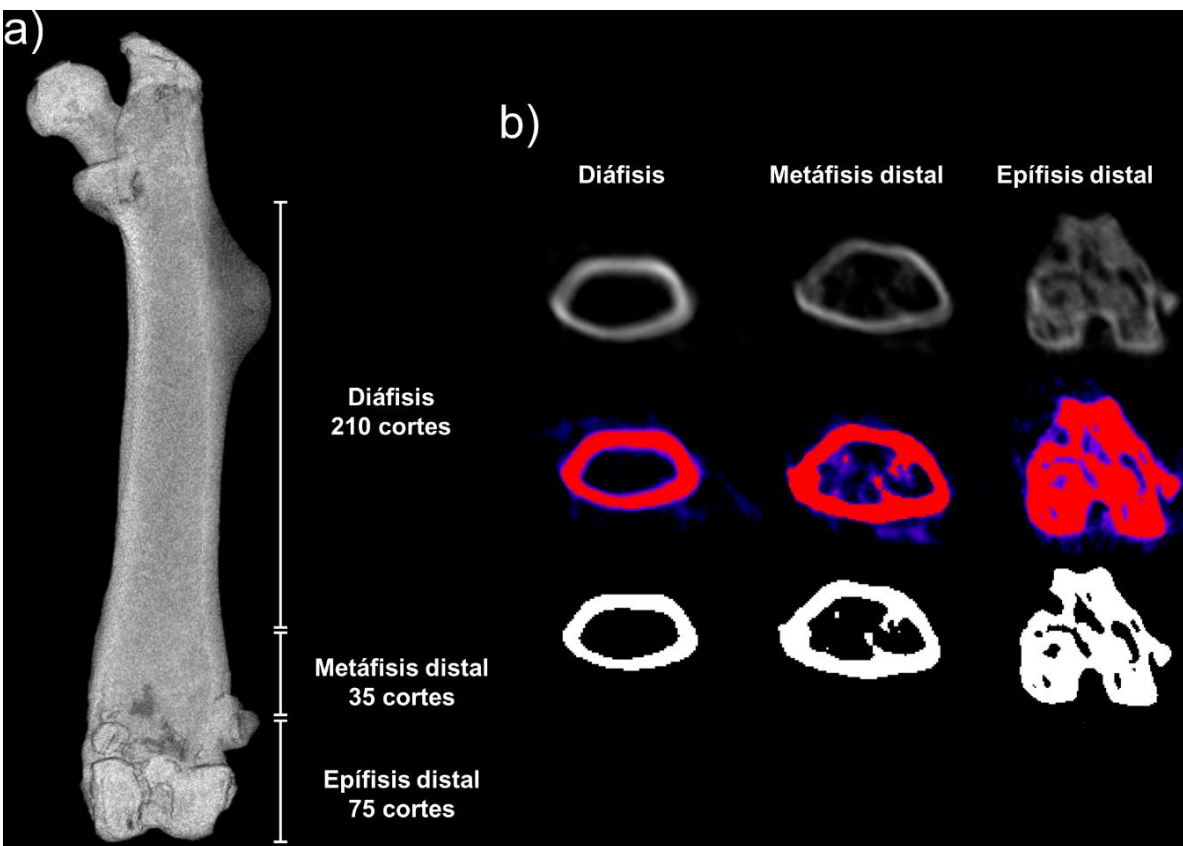 a)
Diáfisis
210 cortes
Metáfisis distal
35 cortes
Epífisis distal
75 cortes
b)
Diáfisis Metáfisis distal Epífisis distal